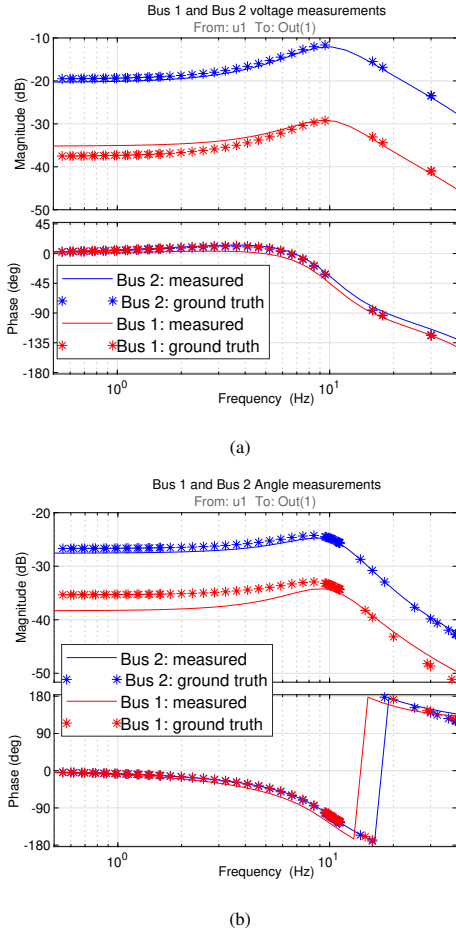 Bus 1 and Bus 2 voltage measurements
From: u1 To: Out(1)
-10
-20
-30
-40
-50
Magnitude (dB)
45
0
-45
-90
-135
-180
Phase (deg)
Bus 2: measured
Bus 2: ground truth
Bus 1: measured
Bus 1: ground truth
10^0
10^1
Frequency (Hz)
(a)
Bus 1 and Bus 2 Angle measurements
From: u1 To: Out(1)
-20
-30
-40
-50
Magnitude (dB)
Bus 2: measured
Bus 2: ground truth
Bus 1: measured
Bus 1: ground truth
180
90
0
-90
-180
Phase (deg)
10^0
10^1
Frequency (Hz)
(b)